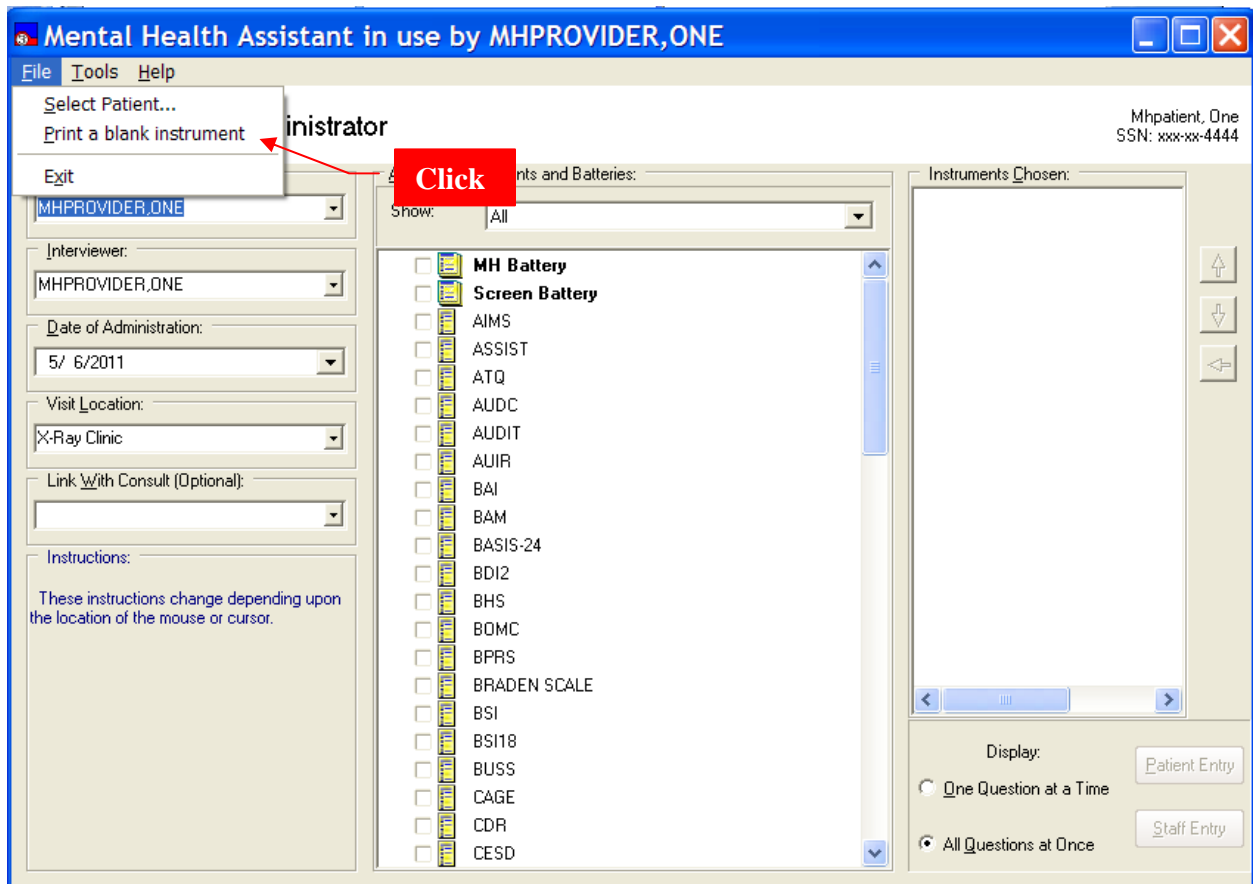 Mental Health Assistant in use by MHPROVIDER,ONE
File Tools Help
Select Patient...
Print a blank instrument
Exit
inistrator
Mhpatient, One
SSN: xxx-xx-4444
Click
MHPROVIDER,ONE
Interviewer:
MHPROVIDER,ONE
Date of Administration:
5/ 6/2011
Visit Location:
X-Ray Clinic
Link With Consult (Optional):
Instructions:
These instructions change depending upon
the location of the mouse or cursor.
A nts and Batteries:
Show: All
MH Battery
Screen Battery
AIMS
ASSIST
ATQ
AUDC
AUDIT
AUIR
BAI
BAM
BASIS-24
BDI2
BHS
BOMC
BPRS
BRADEN SCALE
BSI
BSI18
BUSS
CAGE
CDR
CESD
Instruments Chosen:
Display:
One Question at a Time
All Questions at Once
Patient Entry
Staff Entry